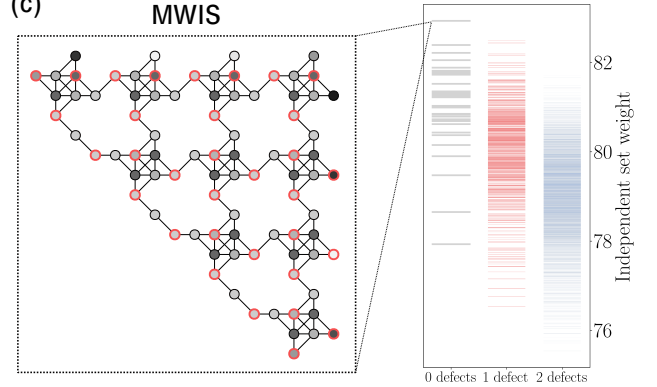 (c)
MWIS
82
80
78
76
Independent set weight
0 defects 1 defect 2 defects